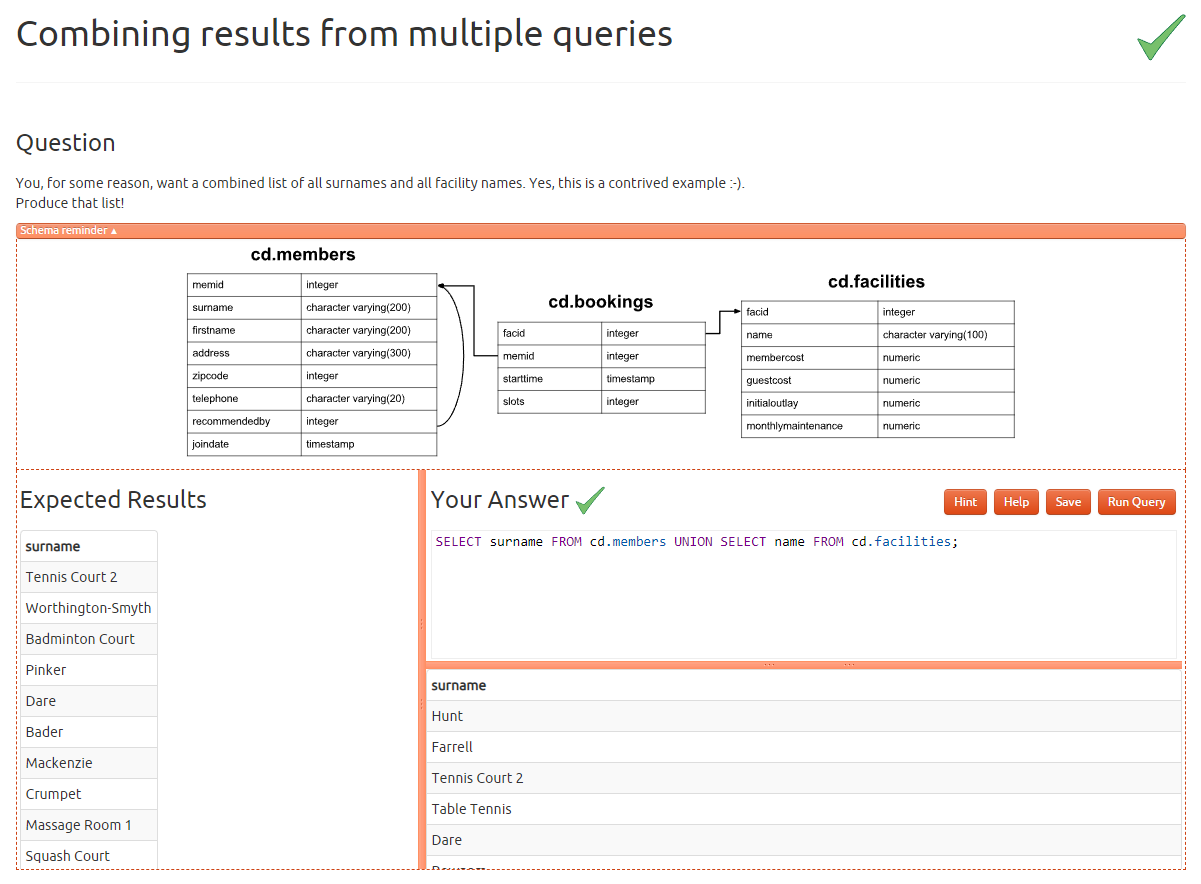 Combining results from multiple queries
Question
You, for some reason, want a combined list of all surnames and all facility names. Yes, this is a contrived example :-).
Produce that list!
Schema reminder ▲
cd.members
memid integer
surname character varying(200)
firstname character varying(200)
address character varying(300)
zipcode integer
telephone character varying(20)
recommendedby integer
joindate timestamp
cd.bookings
facid integer
memid integer
starttime timestamp
slots integer
cd.facilities
facid integer
name character varying(100)
membercost numeric
guestcost numeric
initialoutlay numeric
monthlymaintenance numeric
Expected Results
surname
Tennis Court 2
Worthington-Smyth
Badminton Court
Pinker
Dare
Bader
Mackenzie
Crumpet
Massage Room 1
Squash Court
Your Answer
Hint Help Save Run Query
SELECT surname FROM cd.members UNION SELECT name FROM cd.facilities;
surname
Hunt
Farrell
Tennis Court 2
Table Tennis
Dare